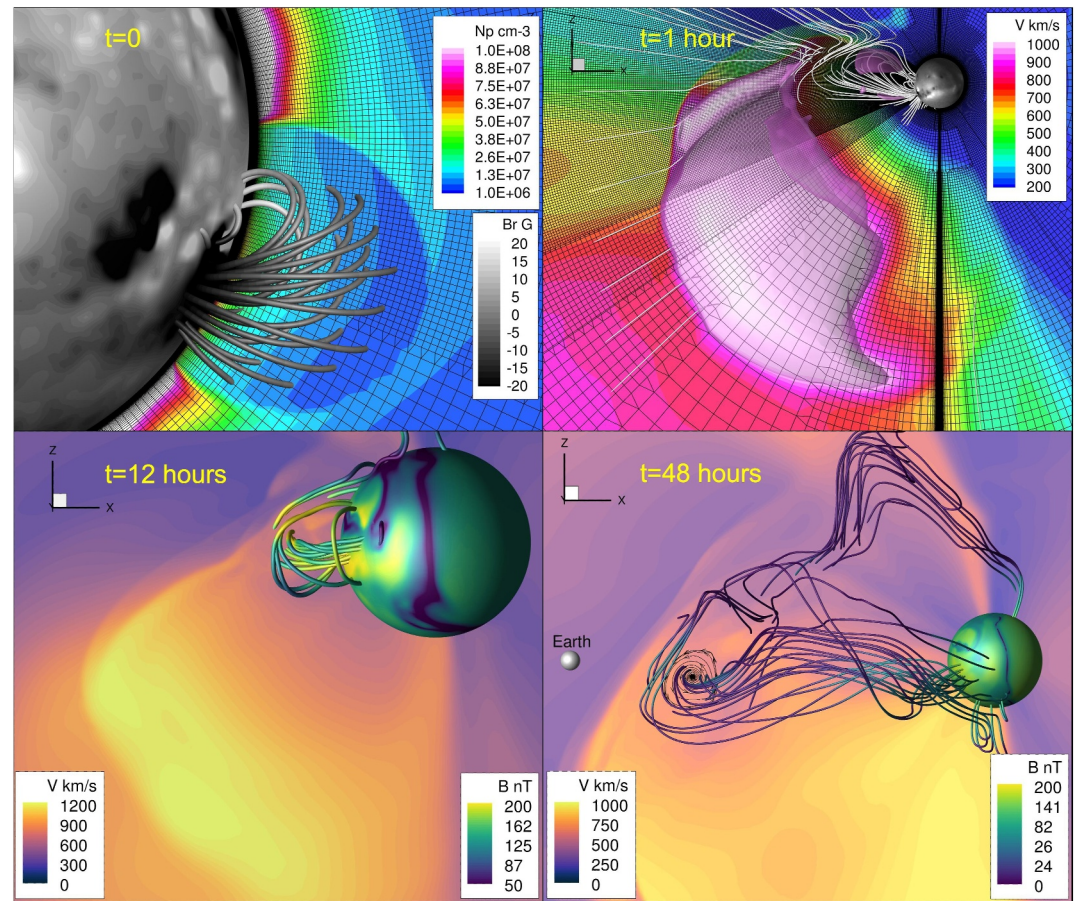 t=0
Np cm-3
1.0E+08
8.8E+07
7.5E+07
6.3E+07
5.0E+07
3.8E+07
2.6E+07
1.3E+07
1.0E+06
Br G
20
15
10
5
0
-5
-10
-15
-20
Z
X
t=1 hour
V km/s
1000
900
800
700
600
500
400
300
200
Z
X
t=12 hours
V km/s
1200
900
600
300
0
B nT
200
162
125
87
50
Z
X
t=48 hours
Earth
V km/s
1000
750
500
250
0
B nT
200
141
82
26
24
0